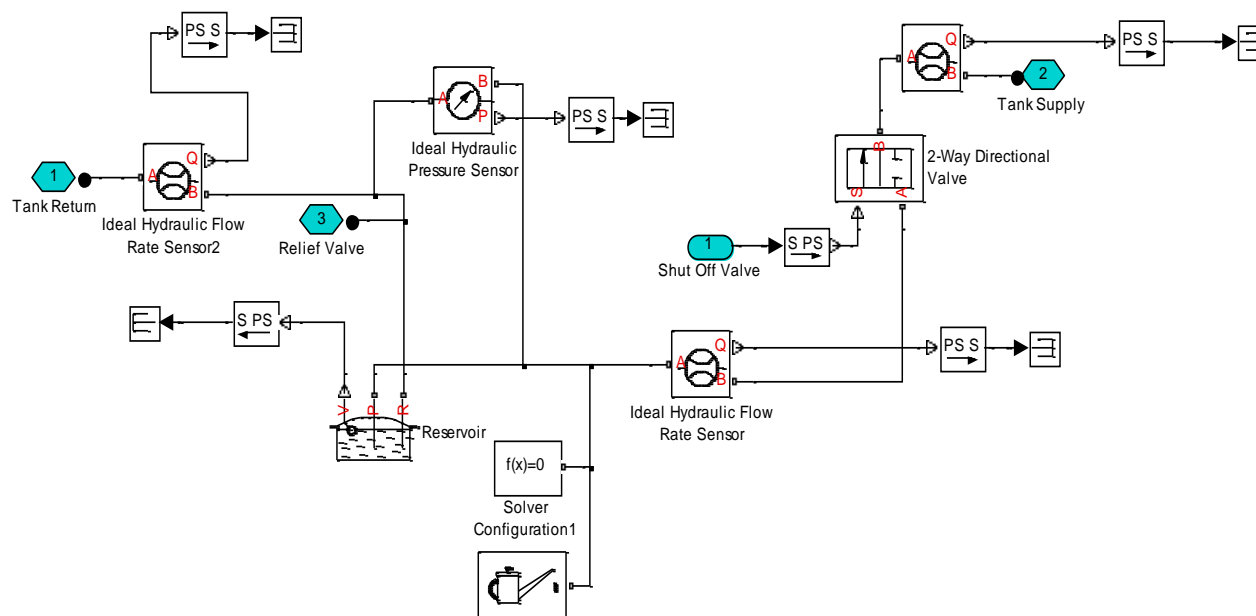 PS S
Q
PS S
A
B
2
Tank Supply
B
A
P
PS S
Ideal Hydraulic
Pressure Sensor
B
S
A
2-Way Directional
Valve
1
Tank Return
Q
A
B
Ideal Hydraulic Flow
Rate Sensor2
3
Relief Valve
1
Shut Off Valve
S PS
S PS
Q
A
B
PS S
Ideal Hydraulic Flow
Rate Sensor
V
P
R
Reservoir
f(x)=0
Solver
Configuration1